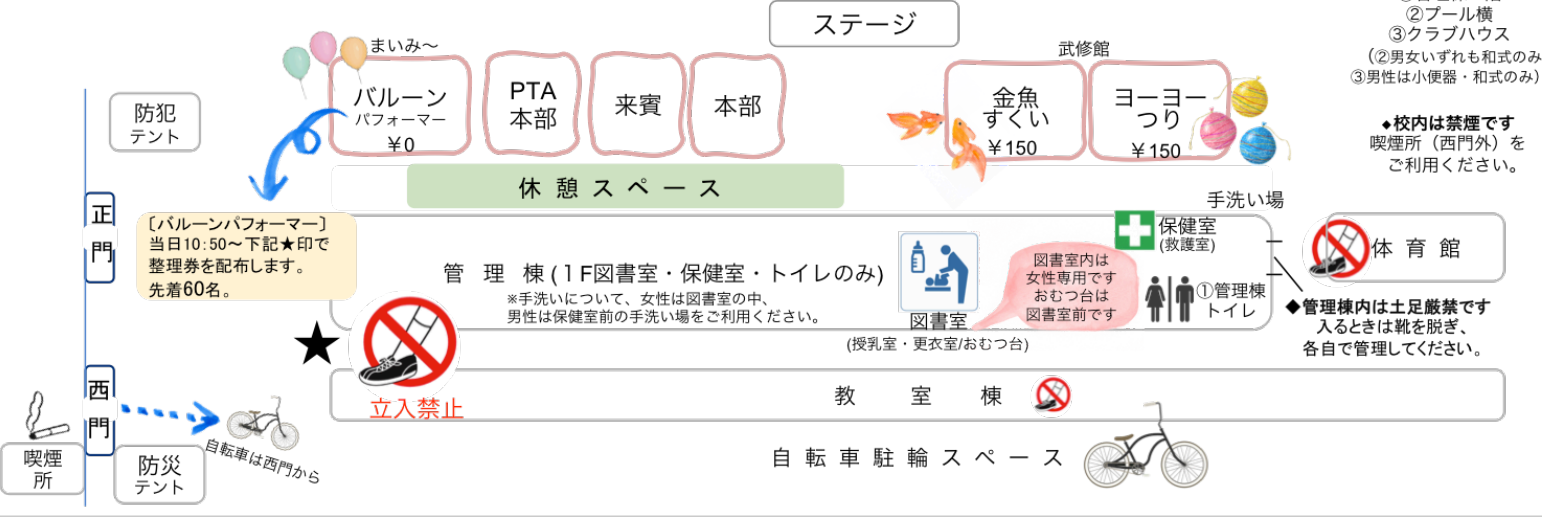 ②プール横
③クラブハウス
（②男女いずれも和式のみ
③男性は小便器・和式のみ）
◆校内は禁煙です
喫煙所（西門外）を
ご利用ください。
ステージ
まいみ～
バルーン
パフォーマー
￥0
PTA
本部
来賓
本部
武修館
金魚
すくい
￥150
ヨーヨー
つり
￥150
防犯
テント
休憩スペース
手洗い場
正
門
〔バルーンパフォーマー〕
当日10:50～下記★印で
整理券を配布します。
先着60名。
管理棟(１F図書室・保健室・トイレのみ)
※手洗いについて、女性は図書室の中、
男性は保健室前の手洗い場をご利用ください。
図書室
(授乳室・更衣室/おむつ台)
図書室内は
女性専用です
おむつ台は
図書室前です
保健室
(救護室)
①管理棟
トイレ
体育館
◆管理棟内は土足厳禁です
入るときは靴を脱ぎ、
各自で管理してください。
★
立入禁止
教室棟
西
門
自転車は西門から
喫煙
所
防災
テント
自転車駐輪スペース